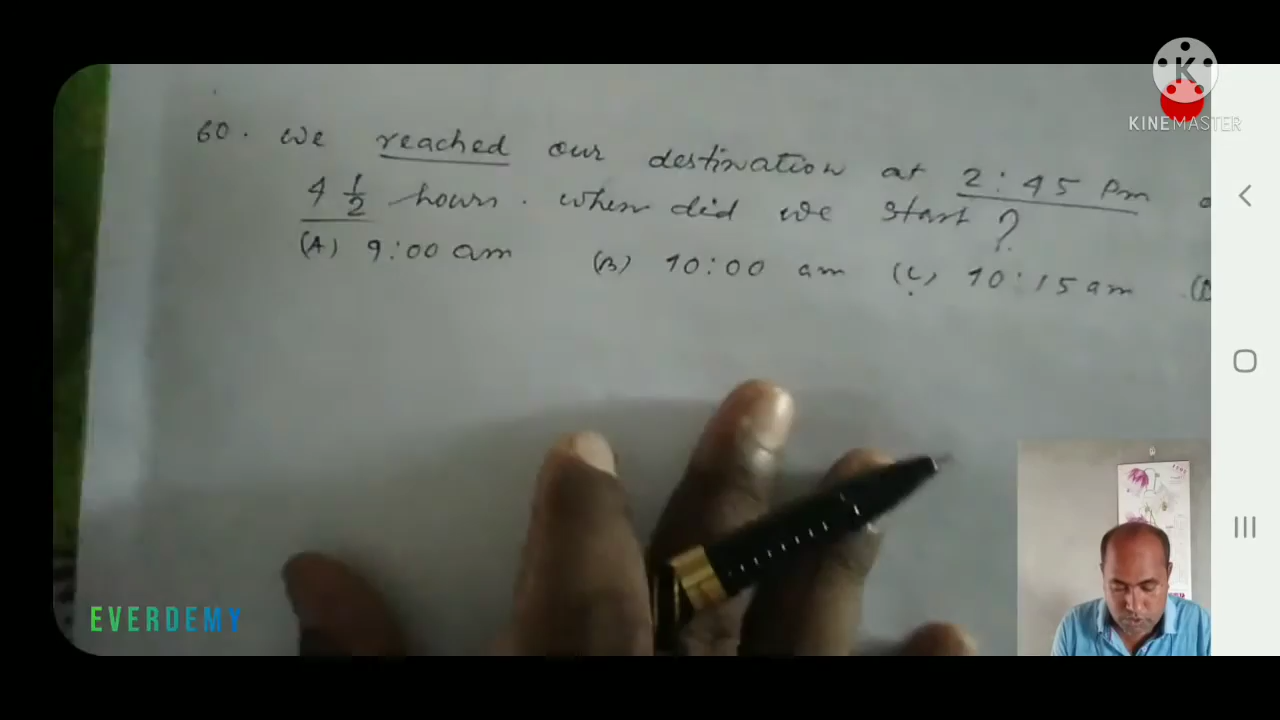 KINEMASTER
60. We reached our destination at 2:45 Pm
4 1/2 hours. when did we start?
(A) 9:00 am (B) 10:00 am (C) 10:15 am
EVERDEMY